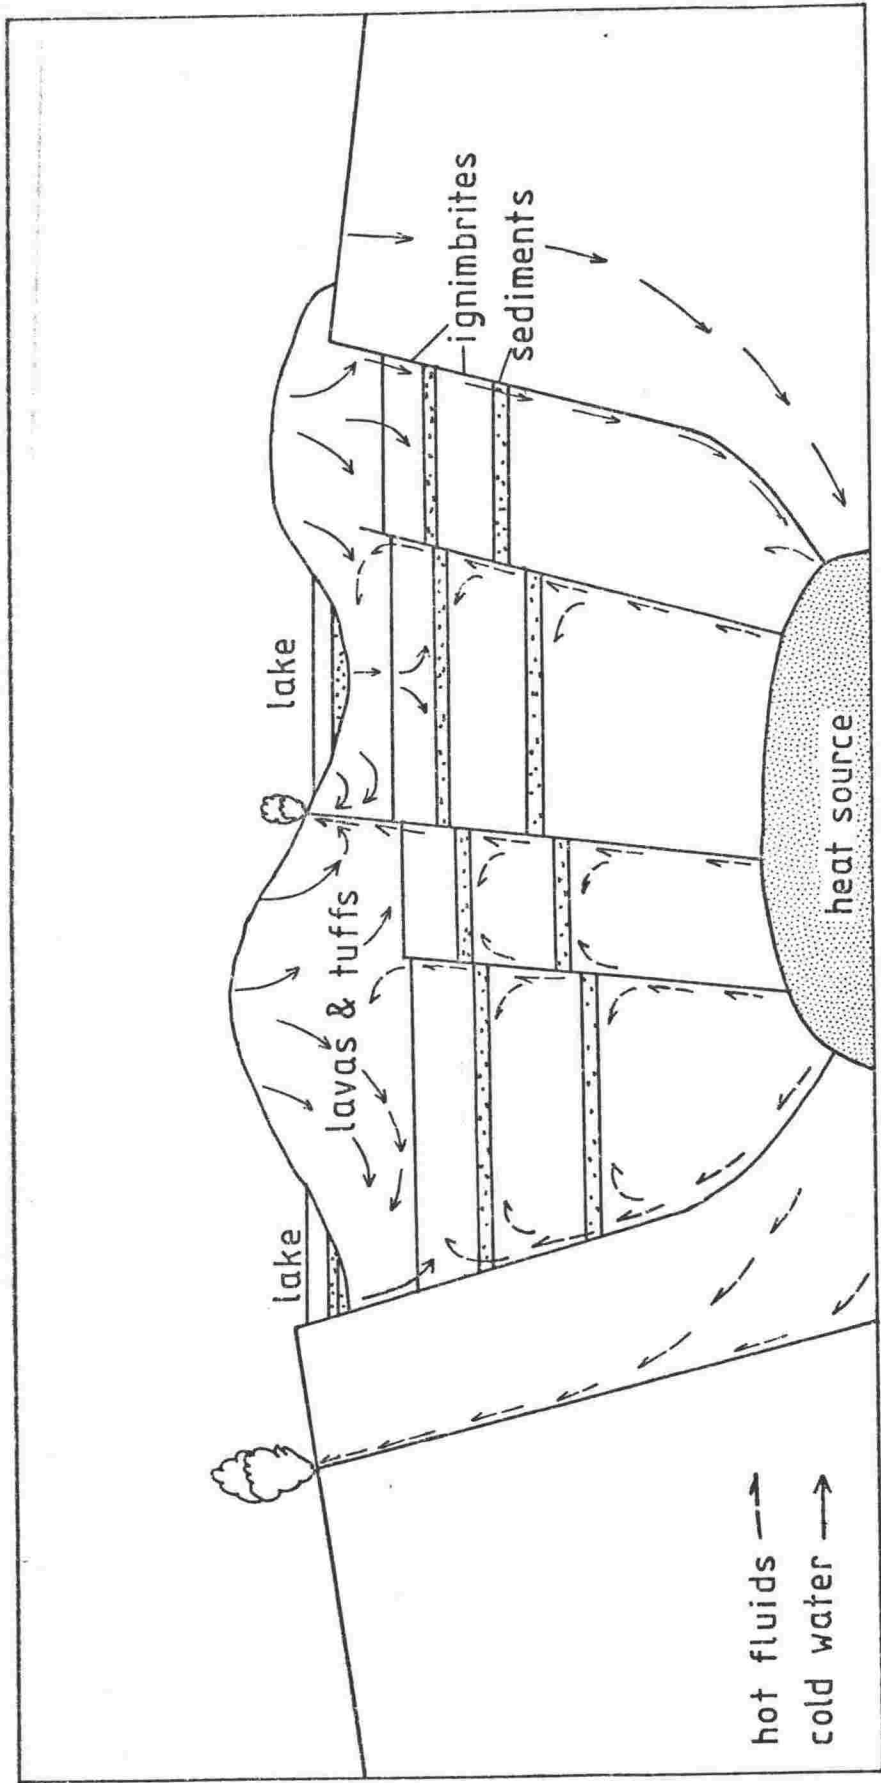 lake
lake
lavas & tuffs
ignimbrites
sediments
heat source
hot fluids
cold water